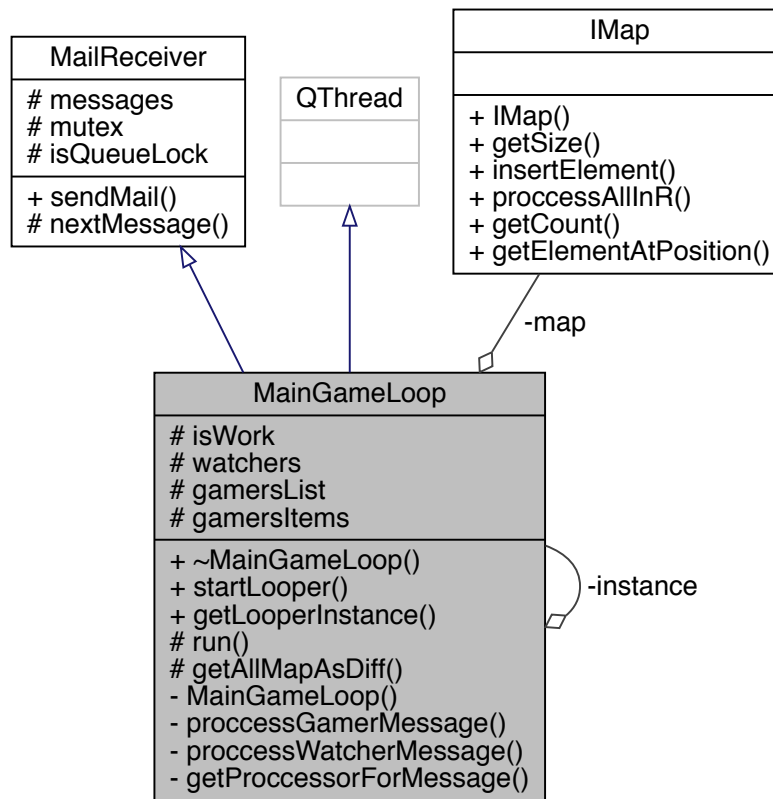 MailReceiver
# messages
# mutex
# isQueueLock
+ sendMail()
# nextMessage()
QThread
IMap
+ IMap()
+ getSize()
+ insertElement()
+ proccessAllInR()
+ getCount()
+ getElementAtPosition()
-map
MainGameLoop
# isWork
# watchers
# gamersList
# gamersItems
+ ~MainGameLoop()
+ startLooper()
+ getLooperInstance()
# run()
# getAllMapAsDiff()
- MainGameLoop()
- proccessGamerMessage()
- proccessWatcherMessage()
- getProccessorForMessage()
-instance